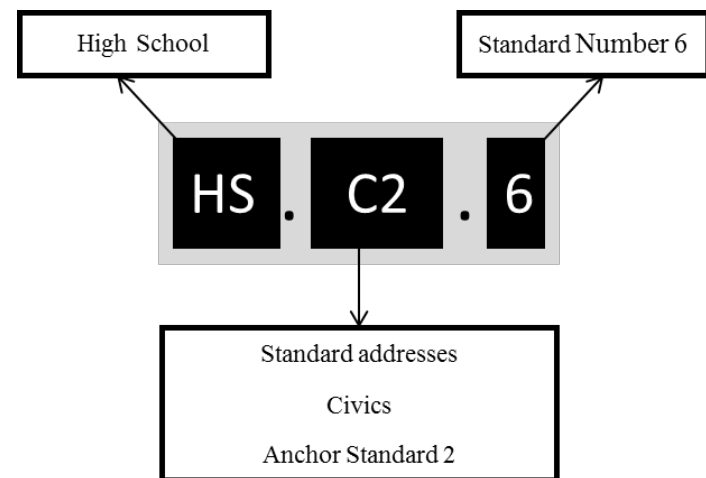 High School
Standard Number 6
HS . C2 . 6
Standard addresses
Civics
Anchor Standard 2